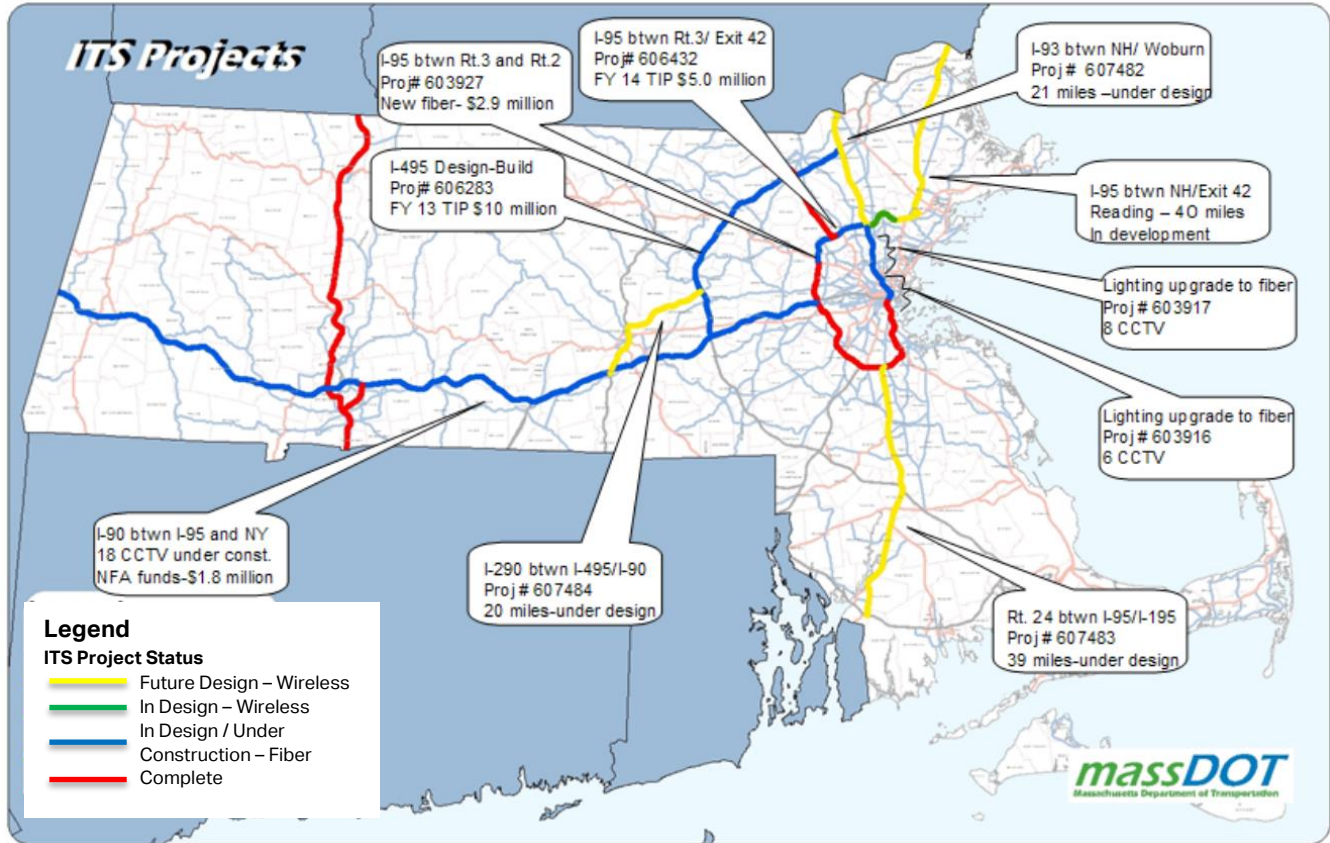 ITS Projects
I-95 btwn Rt.3 and Rt.2
Proj# 603927
New fiber- $2.9 million
I-95 btwn Rt.3/ Exit 42
Proj# 606432
FY 14 TIP $5.0 million
I-93 btwn NH/ Woburn
Proj # 607482
21 miles –under design
I-495 Design-Build
Proj# 606283
FY 13 TIP $10 million
I-95 btwn NH/Exit 42
Reading – 40 miles
In development
Lighting upgrade to fiber
Proj # 603917
8 CCTV
Lighting upgrade to fiber
Proj # 603916
6 CCTV
I-90 btwn I-95 and NY
18 CCTV under const.
NFA funds-$1.8 million
I-290 btwn I-495/I-90
Proj # 607484
20 miles-under design
Rt. 24 btwn I-95/I-195
Proj # 607483
39 miles-under design
Legend
ITS Project Status
Future Design – Wireless
In Design – Wireless
In Design / Under
Construction – Fiber
Complete
massDOT
Massachusetts Department of Transportation